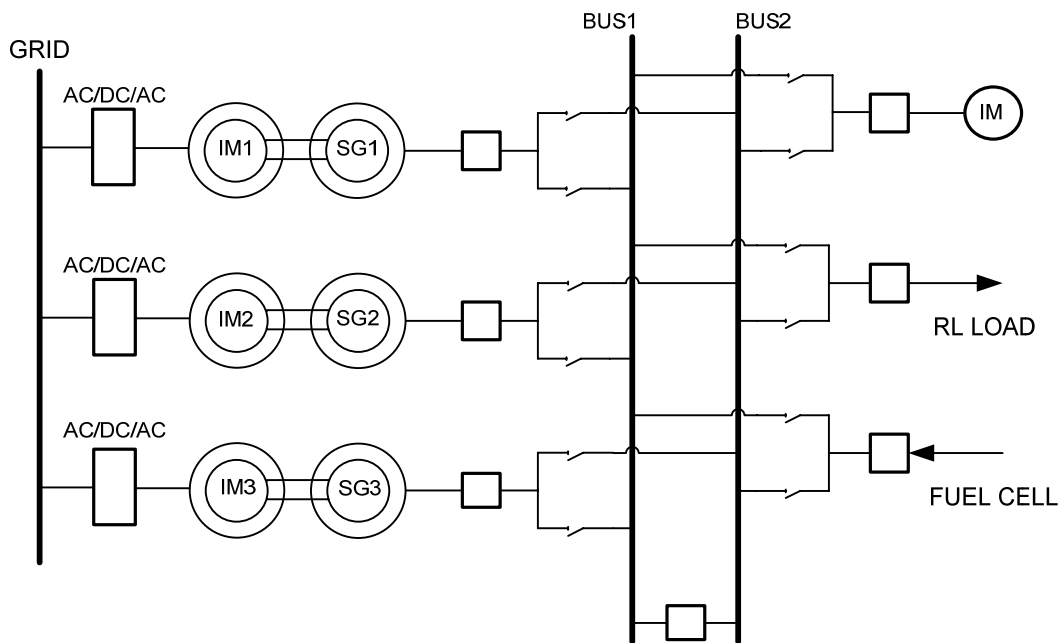 BUS1
BUS2
GRID
AC/DC/AC
IM1
SG1
IM
AC/DC/AC
IM2
SG2
RL LOAD
AC/DC/AC
IM3
SG3
FUEL CELL